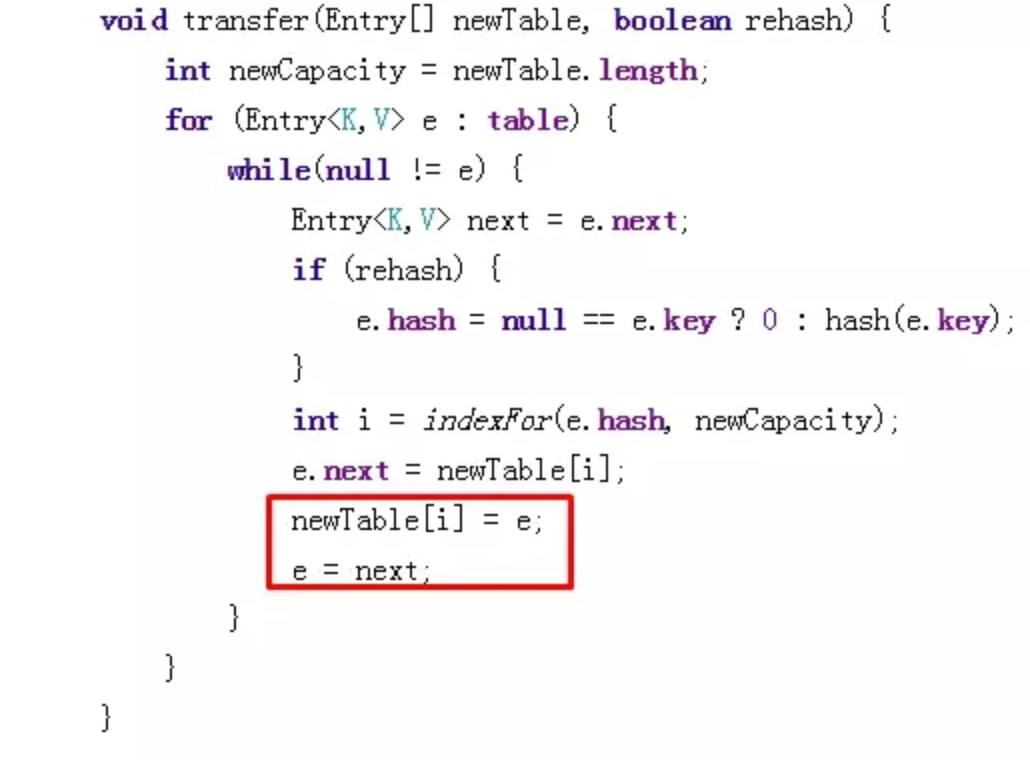 void transfer(Entry[] newTable, boolean rehash) {
int newCapacity = newTable.length;
for (Entry<K,V> e : table) {
while(null != e) {
Entry<K,V> next = e.next;
if (rehash) {
e.hash = null == e.key ? 0 : hash(e.key);
}
int i = indexFor(e.hash, newCapacity);
e.next = newTable[i];
newTable[i] = e;
e = next;
}
}
}